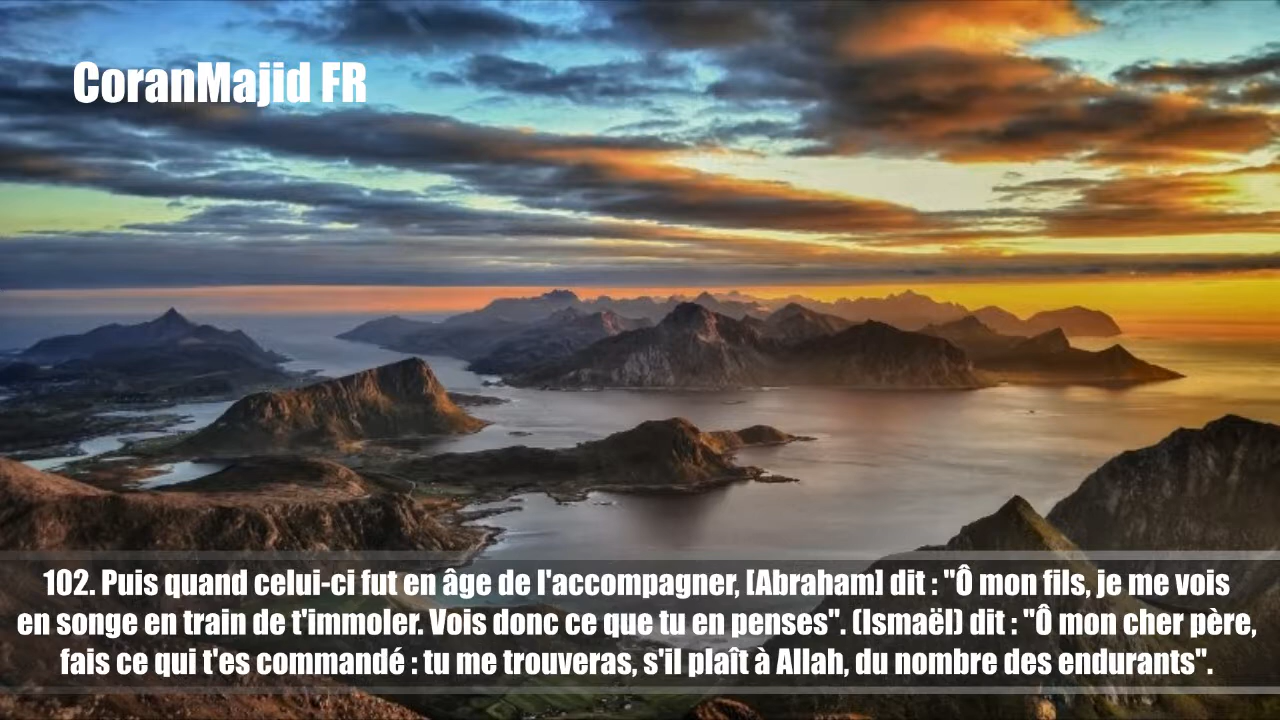 CoranMajid FR
102. Puis quand celui-ci fut en âge de l'accompagner, [Abraham] dit : "Ô mon fils, je me vois
en songe en train de t'immoler. Vois donc ce que tu en penses". (Ismaël) dit : "Ô mon cher père,
fais ce qui t'es commandé : tu me trouveras, s'il plaît à Allah, du nombre des endurants".